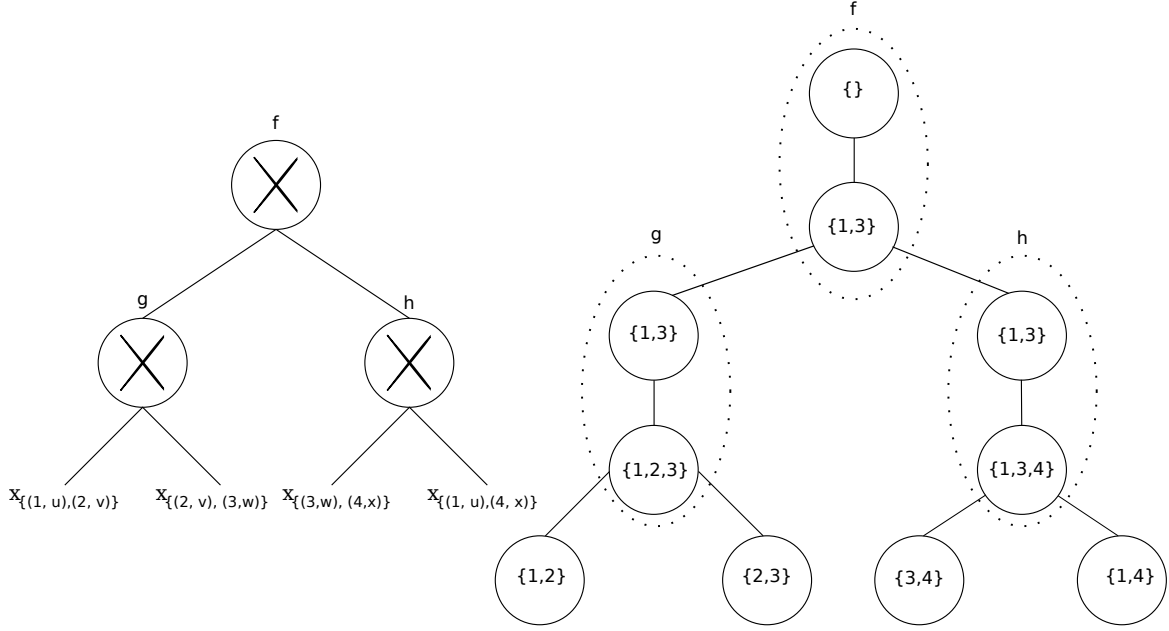 f
g
h
x{(1, u),(2, v)}
x{(2, v), (3,w)}
x{(3,w), (4,x)}
x{(1, u),(4, x)}
f
{}
{1,3}
g
h
{1,3}
{1,3}
{1,2,3}
{1,3,4}
{1,2}
{2,3}
{3,4}
{1,4}